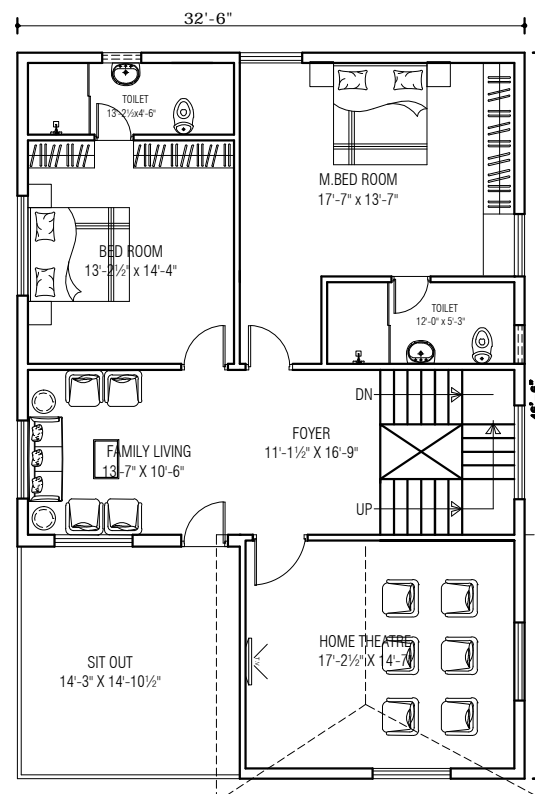 32'-6"
TOILET
13'-2½x4'-6"
M.BED ROOM
17'-7" x 13'-7"
BED ROOM
13'-2½" x 14'-4"
TOILET
12'-0" x 5'-3"
DN
FOYER
11'-1½" X 16'-9"
FAMILY LIVING
13'-7" X 10'-6"
UP
HOME THEATRE
17'-2½" X 14'-7"
SIT OUT
14'-3" X 14'-10½"